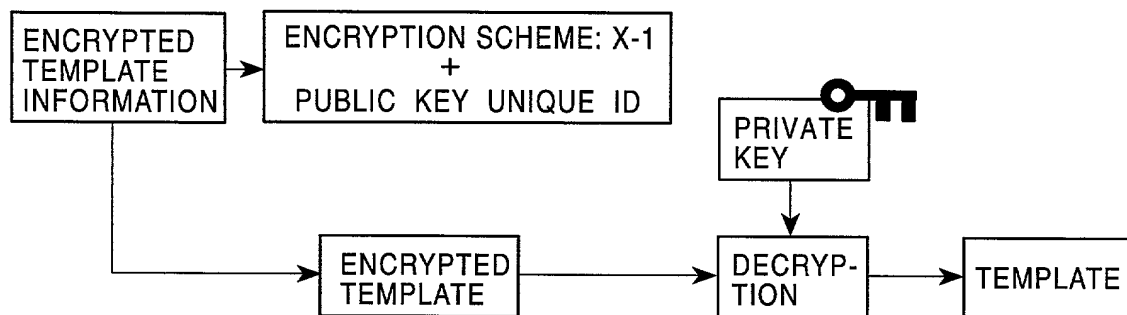 ENCRYPTED
TEMPLATE
INFORMATION
ENCRYPTION SCHEME: X-1
+
PUBLIC KEY UNIQUE ID
PRIVATE
KEY
ENCRYPTED
TEMPLATE
DECRYP-
TION
TEMPLATE